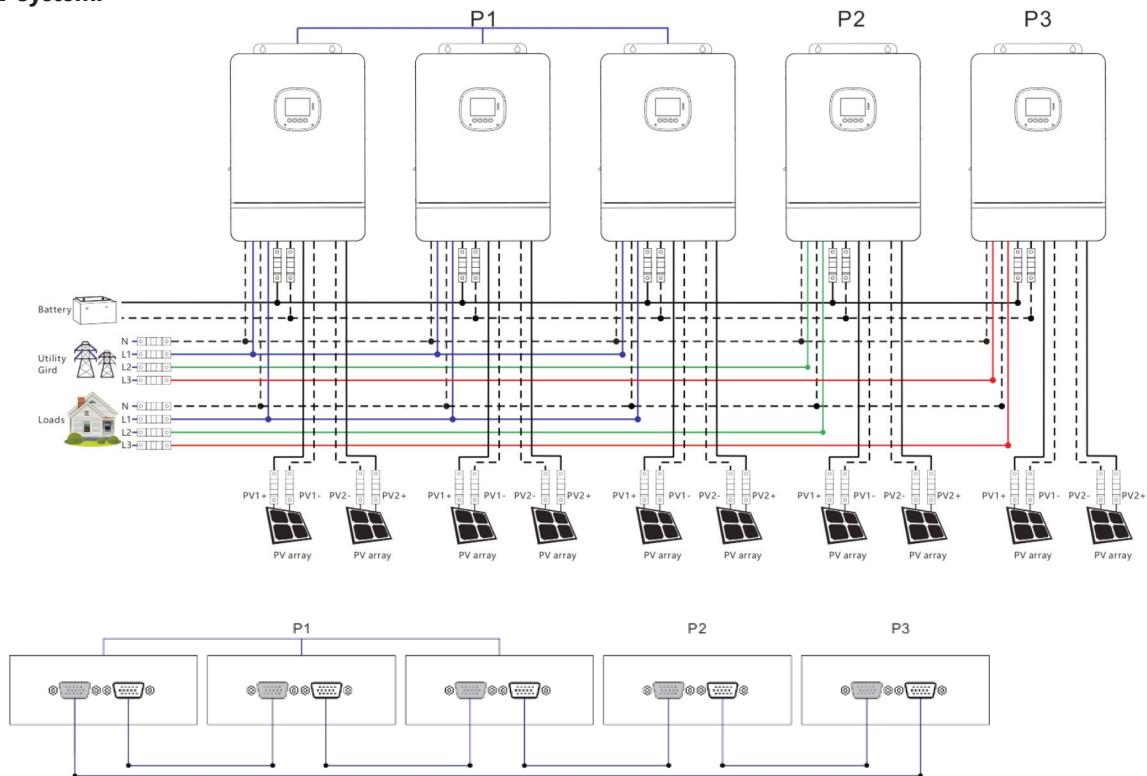 P1 P2 P3
Battery
Utility
Gird
N
L1
L2
L3
Loads
N
L1
L2
L3
PV1+ PV1- PV2- PV2+ PV1+ PV1- PV2- PV2+ PV1+ PV1- PV2- PV2+ PV1+ PV1- PV2- PV2+ PV1+ PV1- PV2- PV2+
PV array PV array PV array PV array PV array PV array PV array PV array PV array PV array
P1 P2 P3